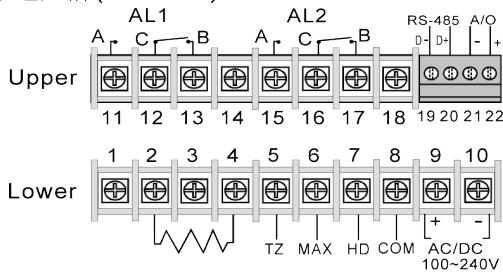 AL1 AL2 RS-485 A/O
A C B A C B D- D+ - +
Upper
11 12 13 14 15 16 17 18 19 20 21 22
1 2 3 4 5 6 7 8 9 10
Lower
+ -
TZ MAX HD COM AC/DC
100~240V